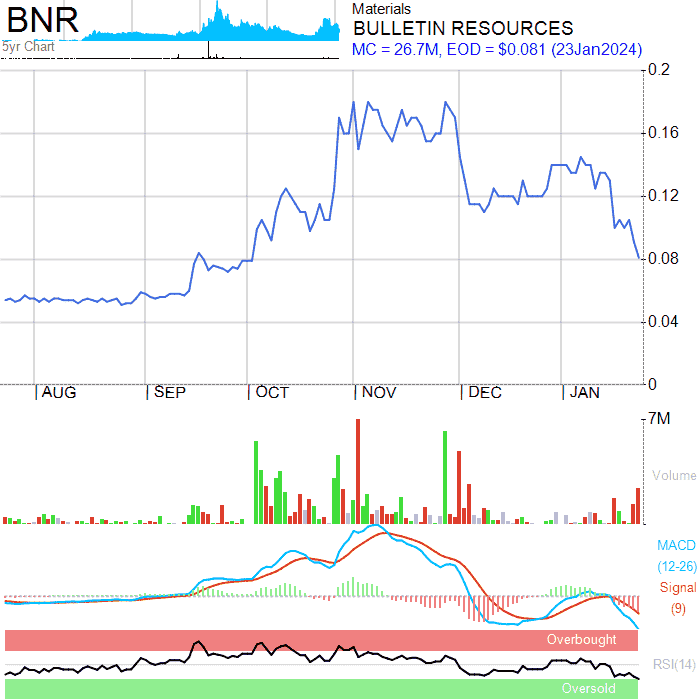 BNR
5yr Chart
Materials
BULLETIN RESOURCES
MC = 26.7M, EOD = $0.081 (23Jan2024)
0.2
0.16
0.12
0.08
0.04
0
AUG
SEP
OCT
NOV
DEC
JAN
7M
Volume
MACD
(12-26)
Signal
(9)
Overbought
RSI(14)
Oversold